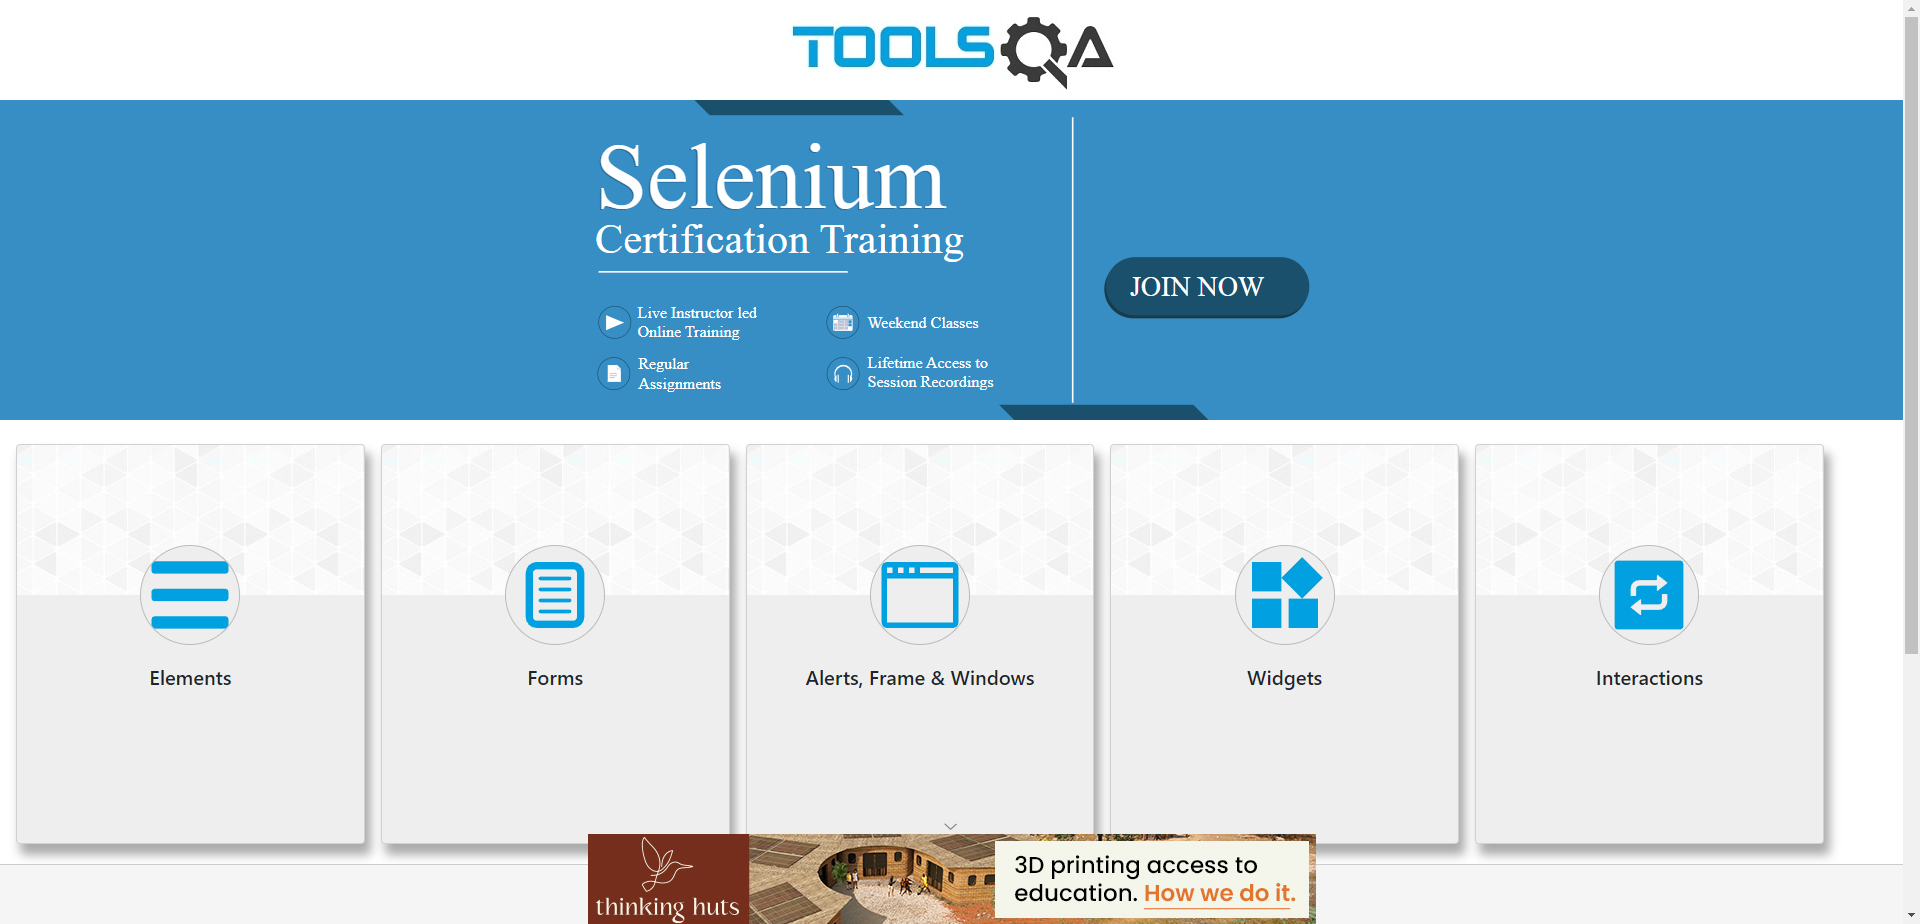 TOOLSQA
Selenium
Certification Training
JOIN NOW
Live Instructor led
Online Training
Weekend Classes
Regular
Assignments
Lifetime Access to
Session Recordings
Elements
Forms
Alerts, Frame & Windows
Widgets
Interactions
thinking huts
3D printing access to
education. How we do it.